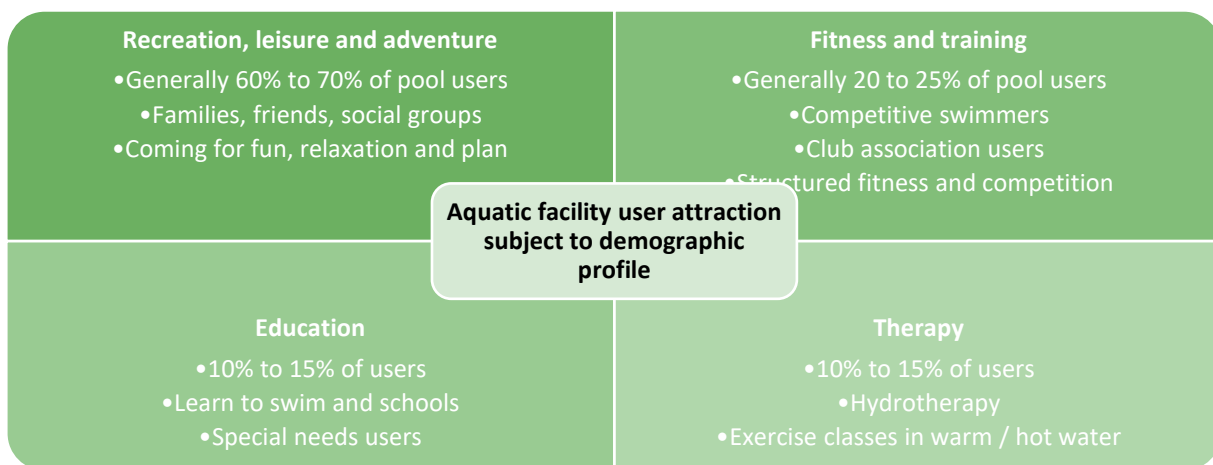 Recreation, leisure and adventure
•Generally 60% to 70% of pool users
•Families, friends, social groups
•Coming for fun, relaxation and plan
Fitness and training
•Generally 20 to 25% of pool users
•Competitive swimmers
•Club association users
•Structured fitness and competition
Aquatic facility user attraction
subject to demographic
profile
Education
•10% to 15% of users
•Learn to swim and schools
•Special needs users
Therapy
•10% to 15% of users
•Hydrotherapy
•Exercise classes in warm / hot water